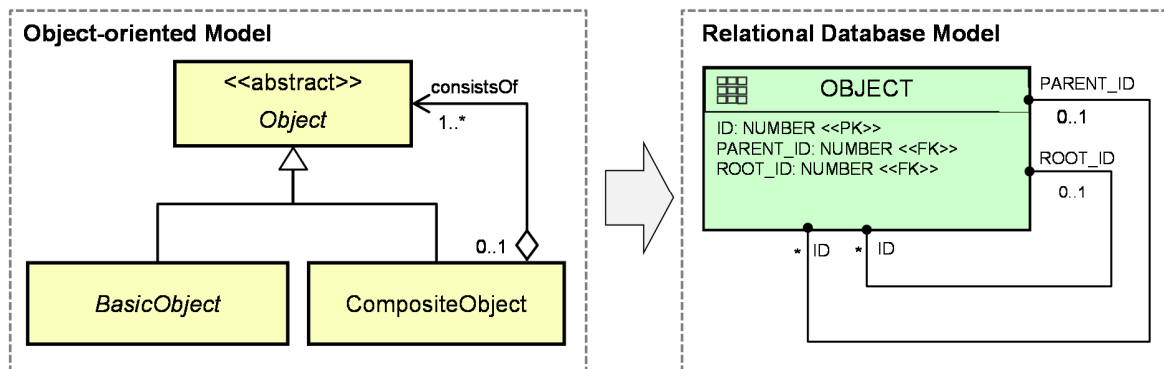 Object-oriented Model
<<abstract>>
Object
consistsOf
1..*
0..1
BasicObject
CompositeObject
Relational Database Model
OBJECT
ID: NUMBER <<PK>>
PARENT_ID: NUMBER <<FK>>
ROOT_ID: NUMBER <<FK>>
PARENT_ID
0..1
ROOT_ID
0..1
* ID
* ID